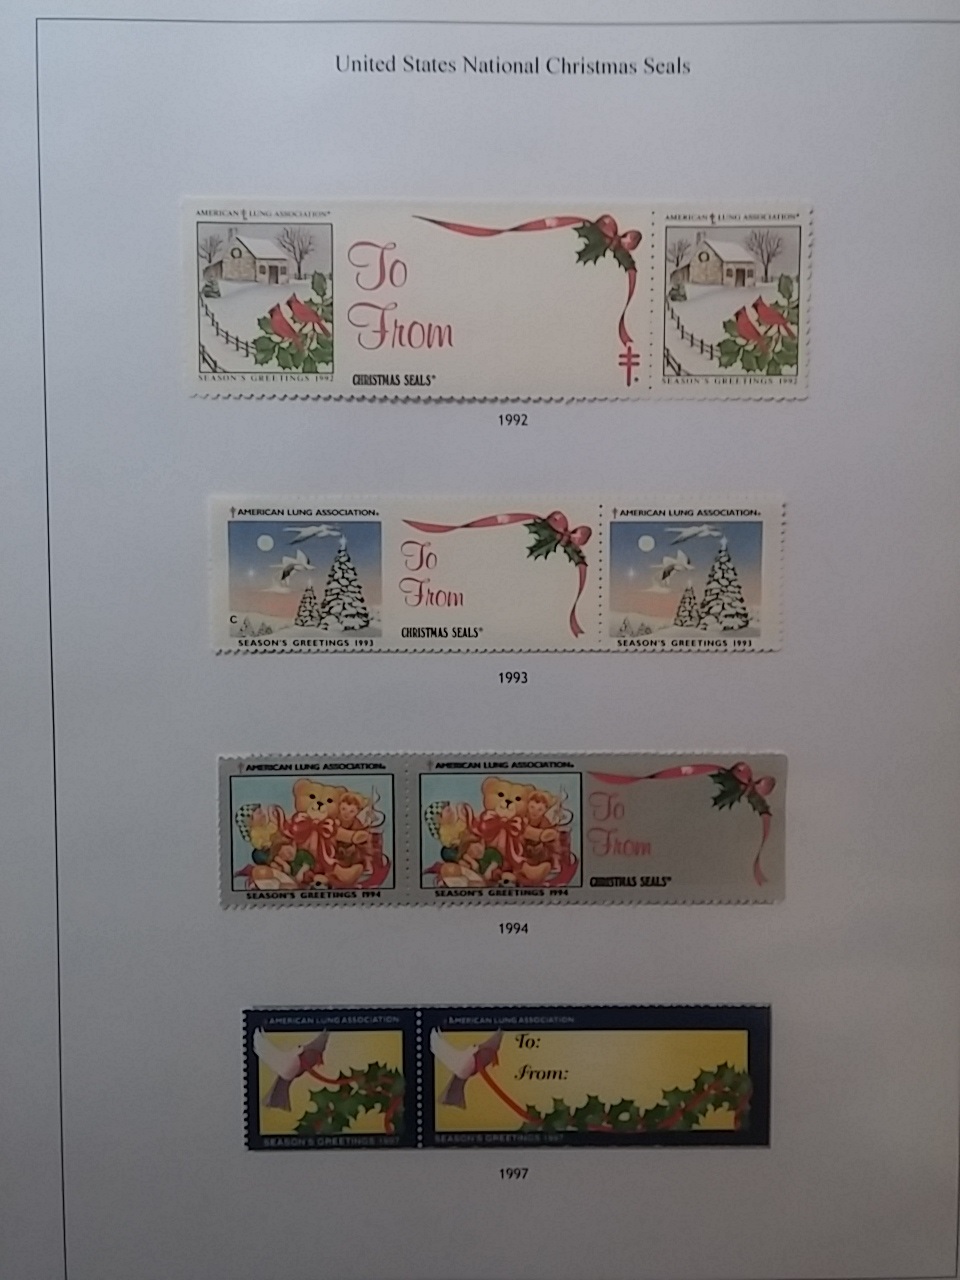 United States National Christmas Seals
AMERICAN LUNG ASSOCIATION®
To
From
CHRISTMAS SEALS®
SEASON'S GREETINGS 1992
AMERICAN LUNG ASSOCIATION®
SEASON'S GREETINGS 1992
1992
AMERICAN LUNG ASSOCIATION®
To
From
C
CHRISTMAS SEALS®
SEASON'S GREETINGS 1993
AMERICAN LUNG ASSOCIATION®
SEASON'S GREETINGS 1993
1993
AMERICAN LUNG ASSOCIATION®
SEASON'S GREETINGS 1994
AMERICAN LUNG ASSOCIATION®
SEASON'S GREETINGS 1994
To
From
CHRISTMAS SEALS®
1994
AMERICAN LUNG ASSOCIATION
SEASON'S GREETINGS 1997
AMERICAN LUNG ASSOCIATION
To:
From:
SEASON'S GREETINGS 1997
1997